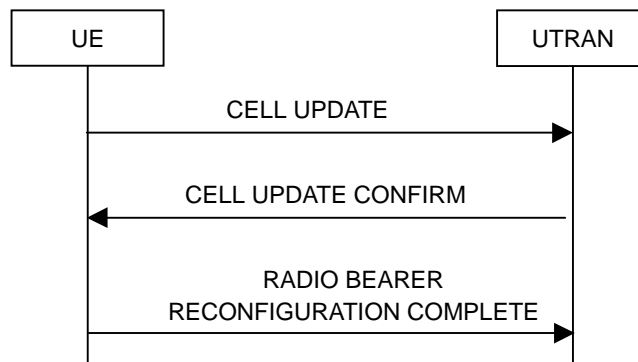 UE
UTRAN
CELL UPDATE
CELL UPDATE CONFIRM
RADIO BEARER
RECONFIGURATION COMPLETE